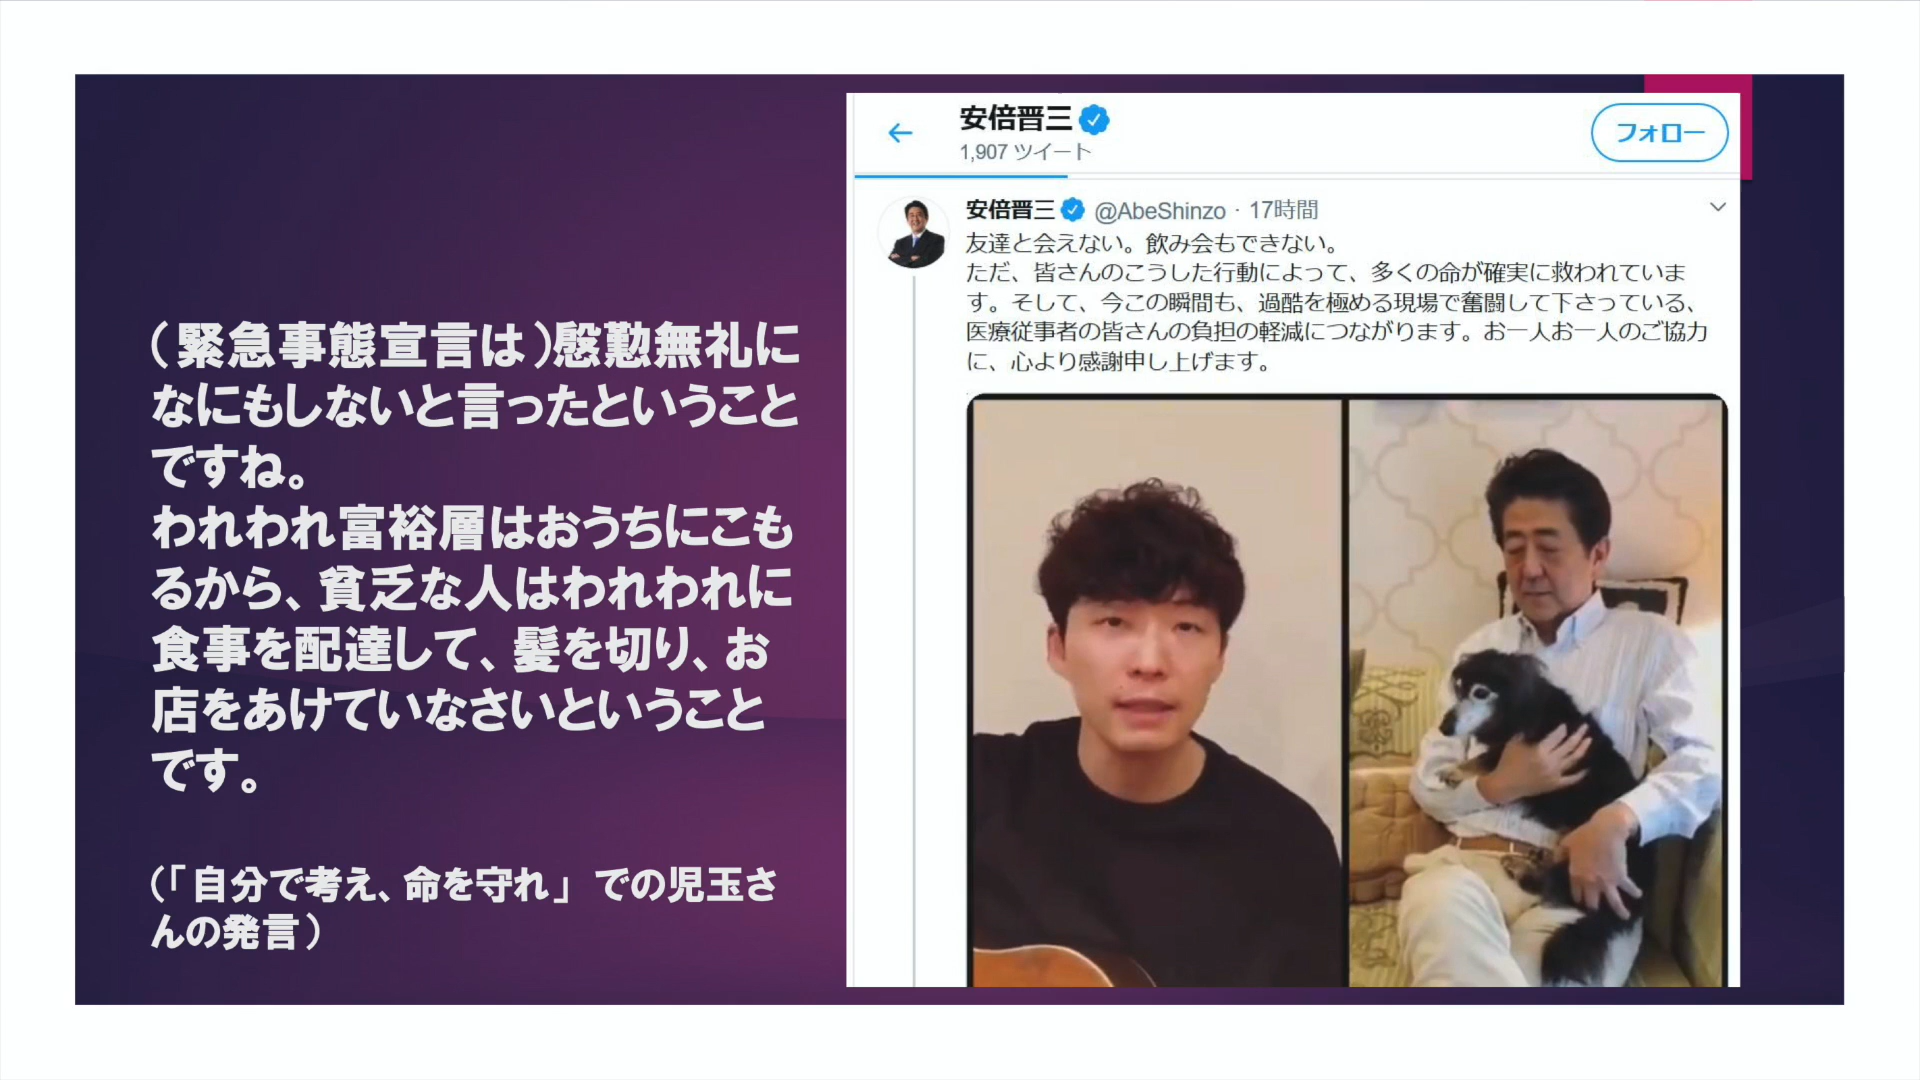 （緊急事態宣言は）慇懃無礼に
なにもしないと言ったということ
ですね。
われわれ富裕層はおうちにこも
るから、貧乏な人はわれわれに
食事を配達して、髪を切り、お
店をあけていなさいということ
です。
（「自分で考え、命を守れ」での児玉さ
んの発言）
安倍晋三
1,907 ツイート
フォロー
安倍晋三 @AbeShinzo · 17時間
友達と会えない。飲み会もできない。
ただ、皆さんのこうした行動によって、多くの命が確実に救われていま
す。そして、今この瞬間も、過酷を極める現場で奮闘して下さっている、
医療従事者の皆さんの負担の軽減につながります。お一人お一人のご協力
に、心より感謝申し上げます。